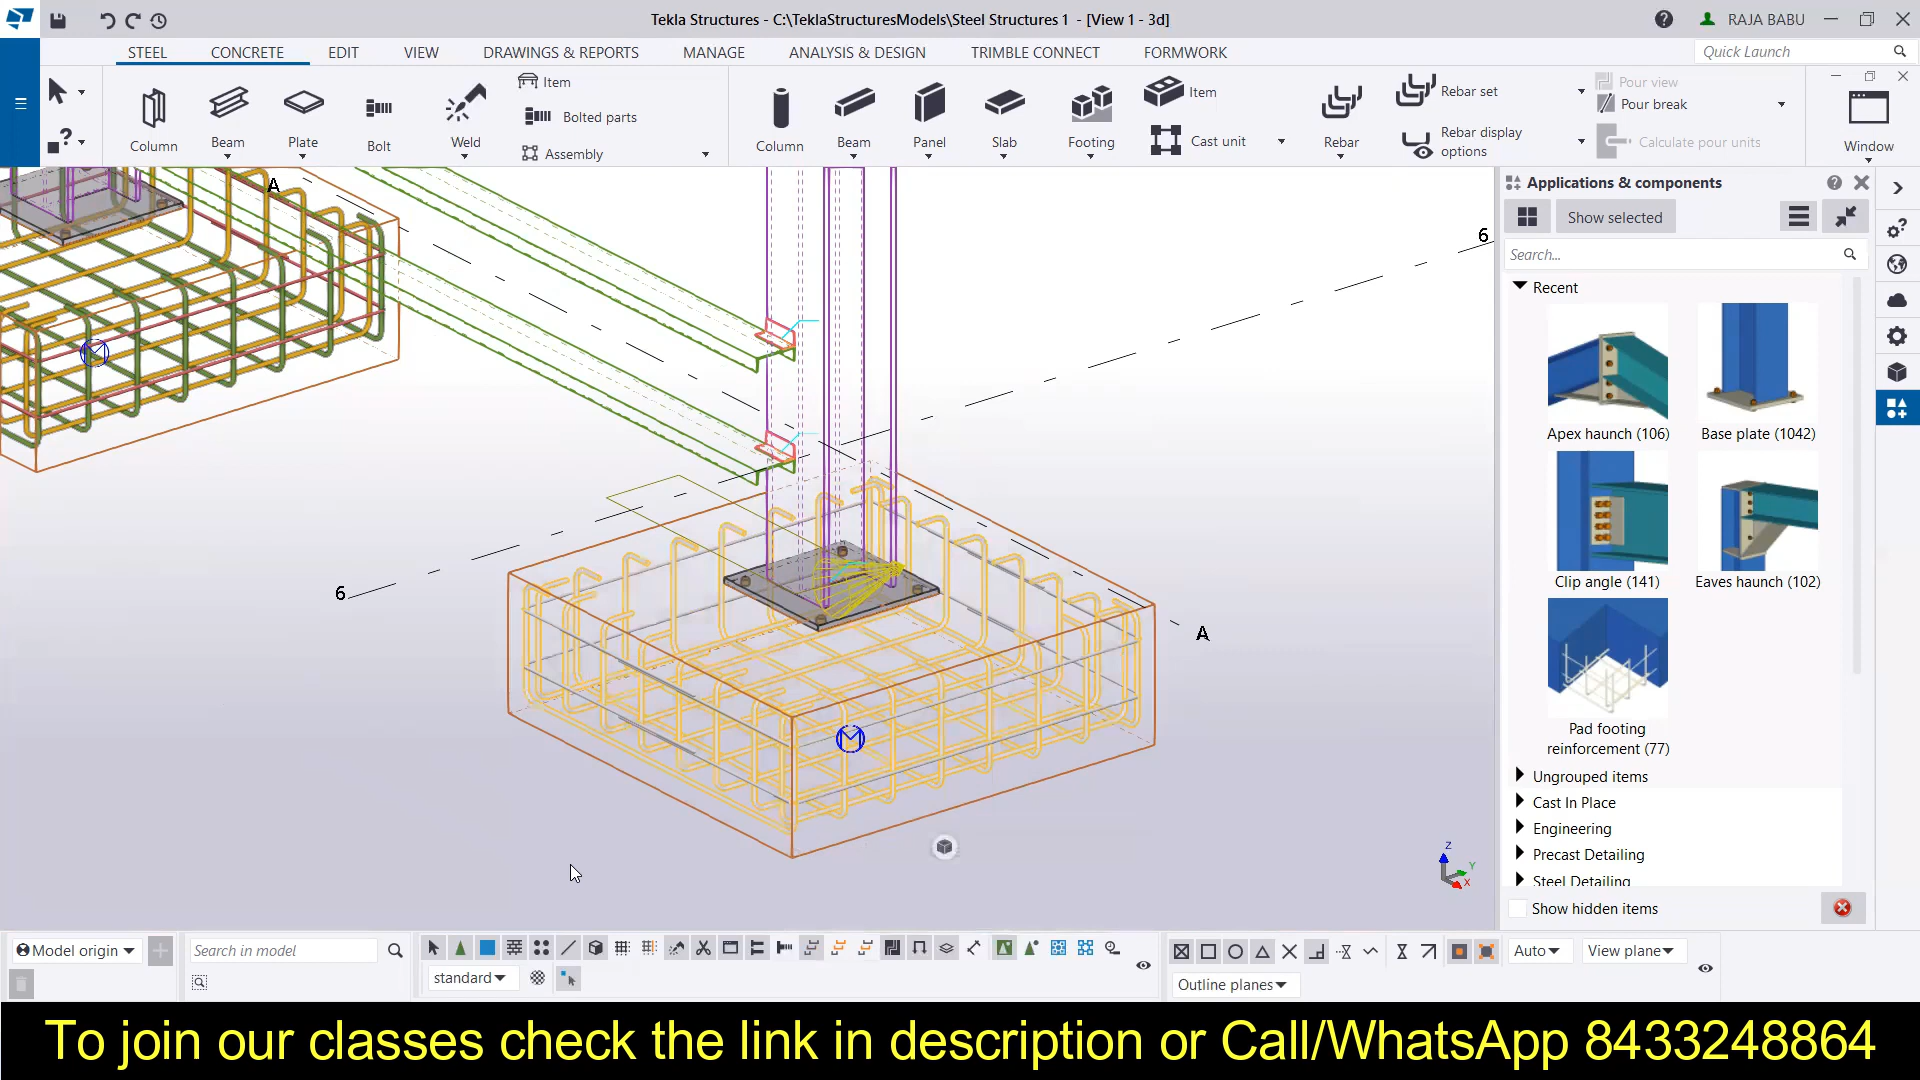 Tekla Structures - C:\TeklaStructuresModels\Steel Structures 1 - [View 1 - 3d]
RAJA BABU
STEEL CONCRETE EDIT VIEW DRAWINGS & REPORTS MANAGE ANALYSIS & DESIGN TRIMBLE CONNECT FORMWORK
Quick Launch
Column Beam Plate Bolt Weld
Item
Bolted parts
Assembly
Column Beam Panel Slab Footing
Item
Cast unit
Rebar
Rebar set
Rebar display
options
Pour view
Pour break
Calculate pour units
Window
Applications & components
Show selected
Search...
Recent
Apex haunch (106) Base plate (1042)
Clip angle (141) Eaves haunch (102)
Pad footing
reinforcement (77)
Ungrouped items
Cast In Place
Engineering
Precast Detailing
Steel Detailing
Show hidden items
A
6
6
A
Z
Y
X
Model origin
Search in model
standard
Auto
View plane
Outline planes
To join our classes check the link in description or Call/WhatsApp 8433248864